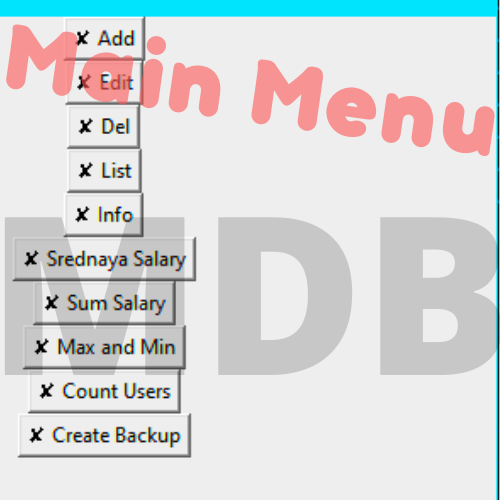 Main Menu
✘ Add
✘ Edit
✘ Del
✘ List
✘ Info
✘ Srednaya Salary
✘ Sum Salary
✘ Max and Min
✘ Count Users
✘ Create Backup
MDB